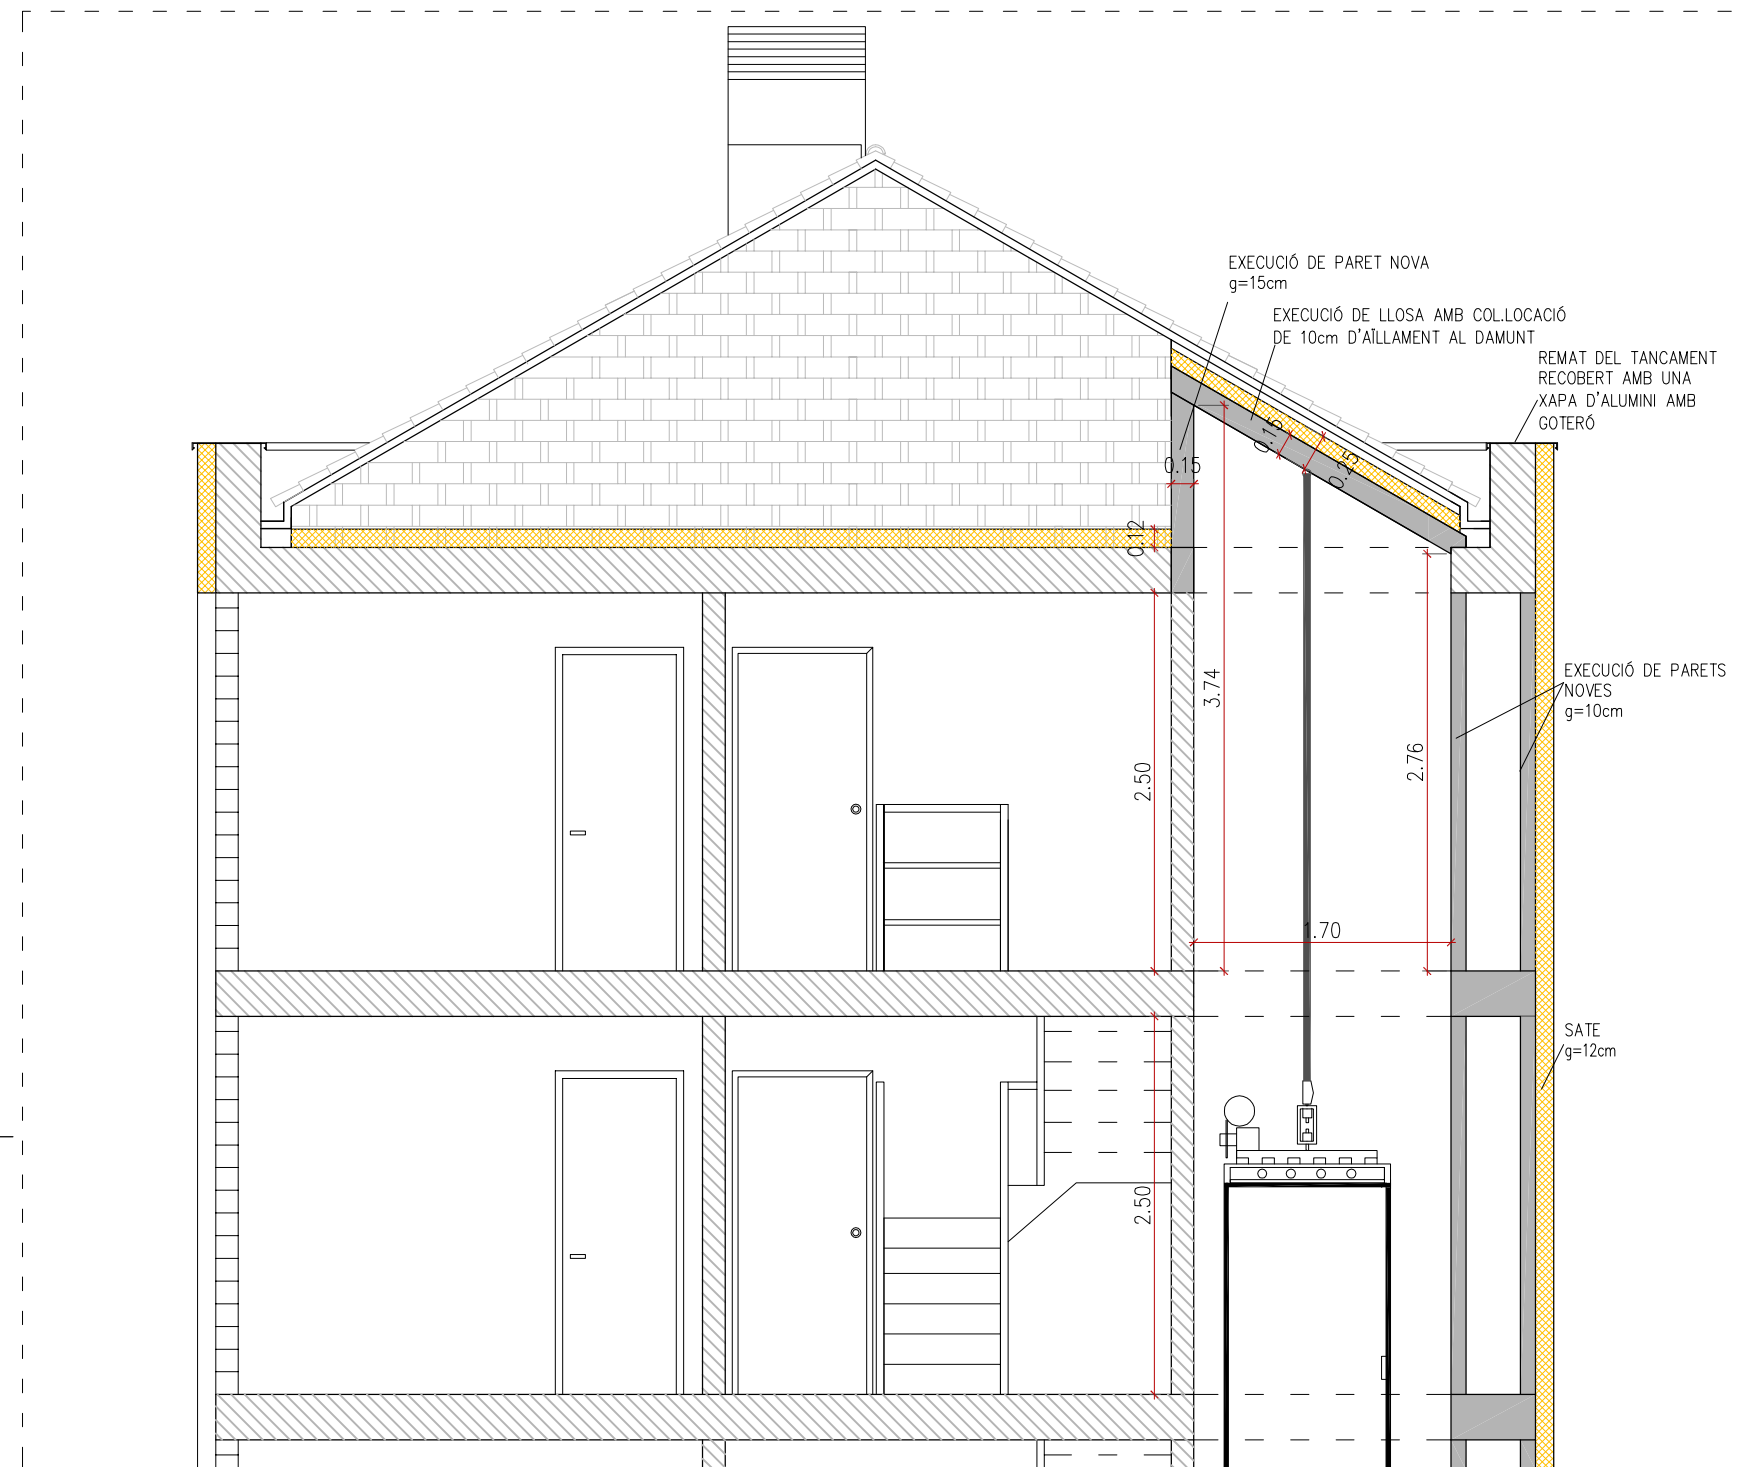 EXECUCIÓ DE PARET NOVA
g=15cm
EXECUCIÓ DE LLOSA AMB COL.LOCACIÓ
DE 10cm D'AÏLLAMENT AL DAMUNT
REMAT DEL TANCAMENT
RECOBERT AMB UNA
XAPA D'ALUMINI AMB
GOTERÓ
0.15
0.25
0.15
0.12
3.74
EXECUCIÓ DE PARETS
NOVES
g=10cm
2.50
2.76
1.70
SATE
g=12cm
2.50